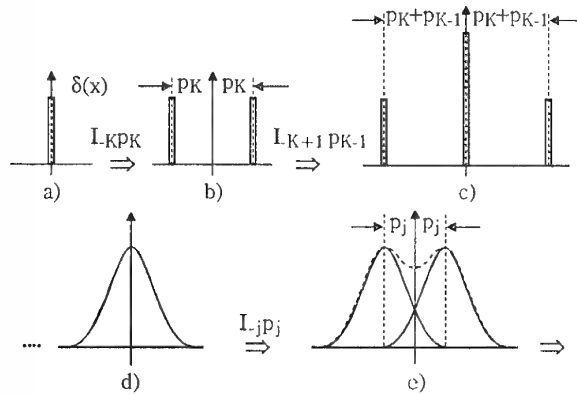 δ(x)
a)
I-KpK
⇒
pK pK
b)
I-K+1 pK-1
⇒
pK+pK-1 pK+pK-1
c)
....
d)
I-jpj
⇒
pj pj
e)
⇒